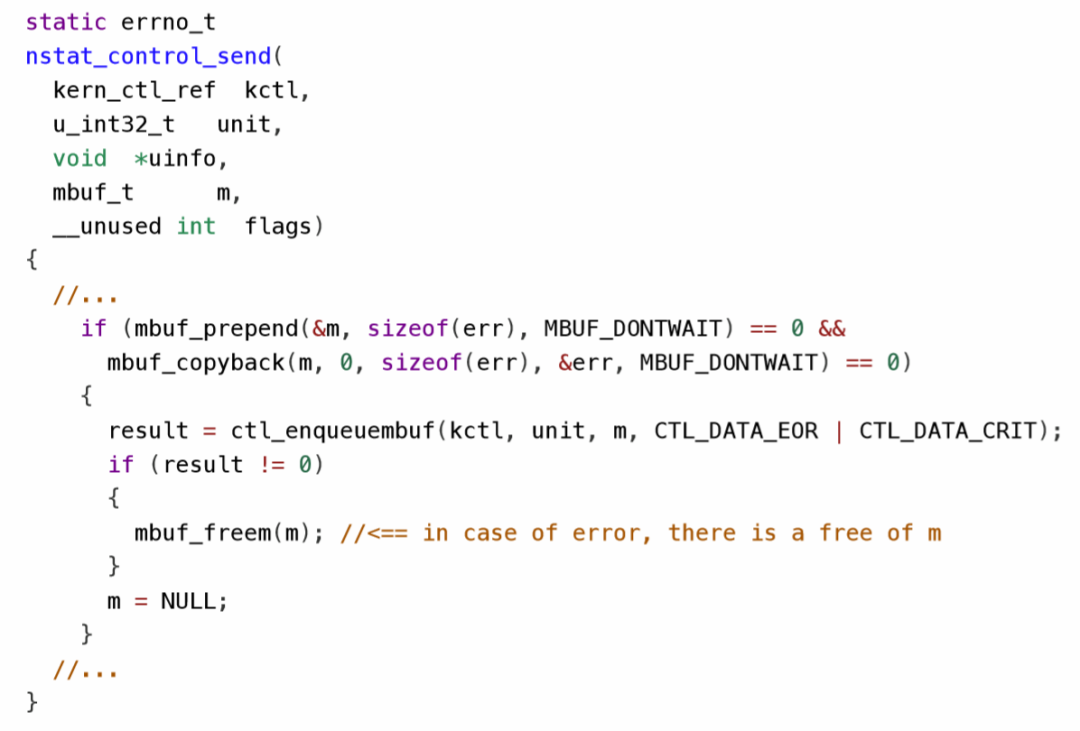 static errno_t
nstat_control_send(
  kern_ctl_ref  kctl,
  u_int32_t   unit,
  void  *uinfo,
  mbuf_t      m,
  __unused int  flags)
{
  //...
    if (mbuf_prepend(&m, sizeof(err), MBUF_DONTWAIT) == 0 &&
      mbuf_copyback(m, 0, sizeof(err), &err, MBUF_DONTWAIT) == 0)
    {
      result = ctl_enqueuembuf(kctl, unit, m, CTL_DATA_EOR | CTL_DATA_CRIT);
      if (result != 0)
      {
        mbuf_freem(m); //<== in case of error, there is a free of m
      }
      m = NULL;
    }
  //...
}